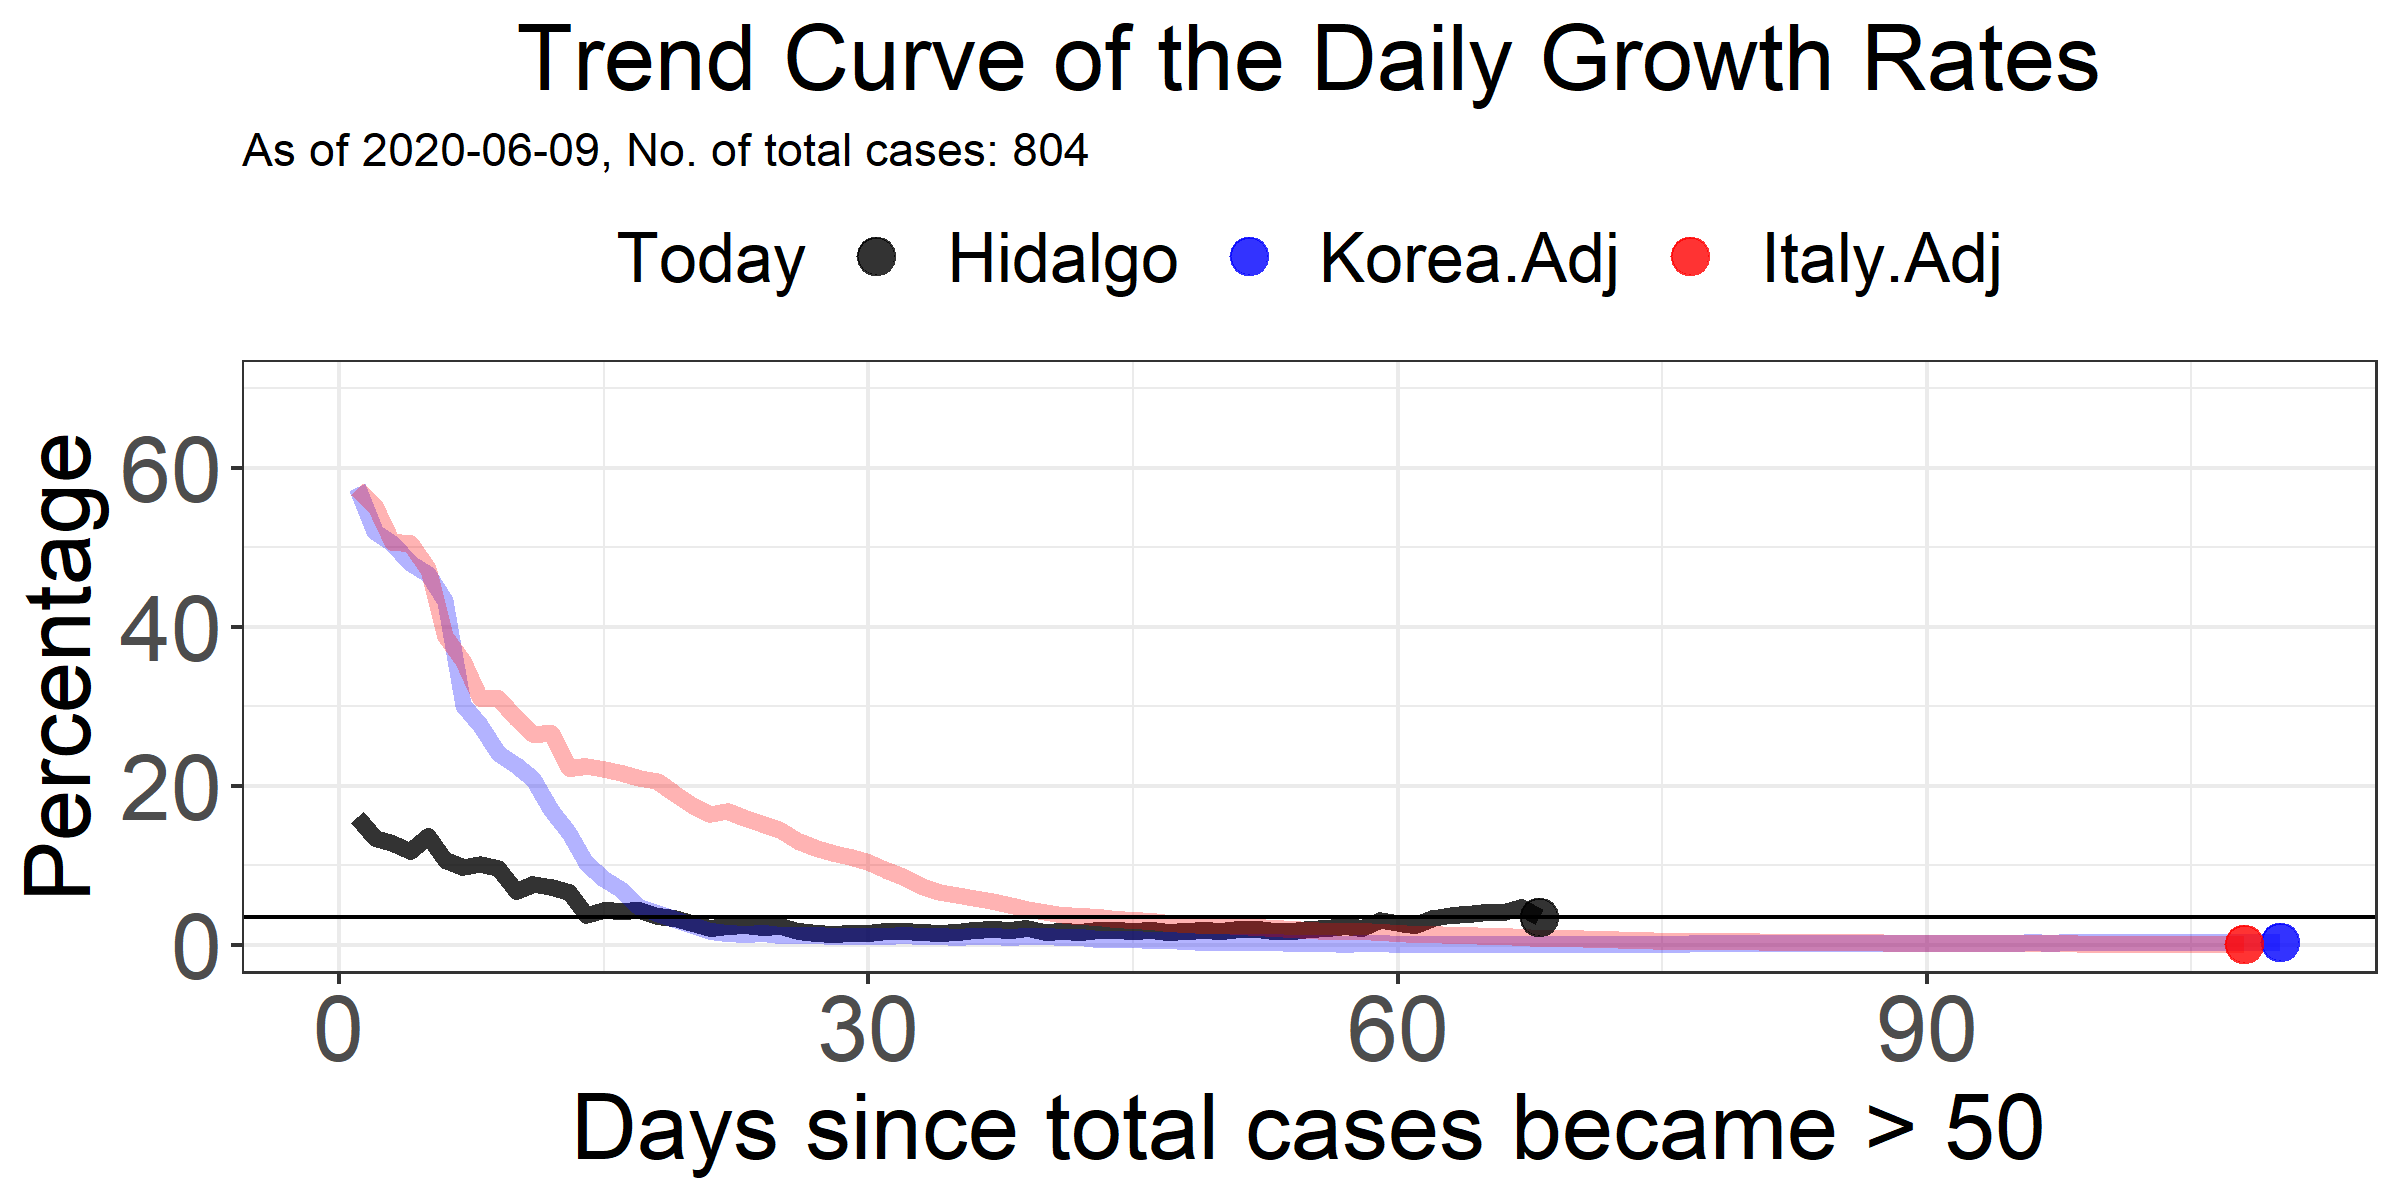 Trend Curve of the Daily Growth Rates
As of 2020-06-09, No. of total cases: 804
Today Hidalgo Korea.Adj Italy.Adj
Percentage
60
40
20
0
0 30 60 90
Days since total cases became > 50